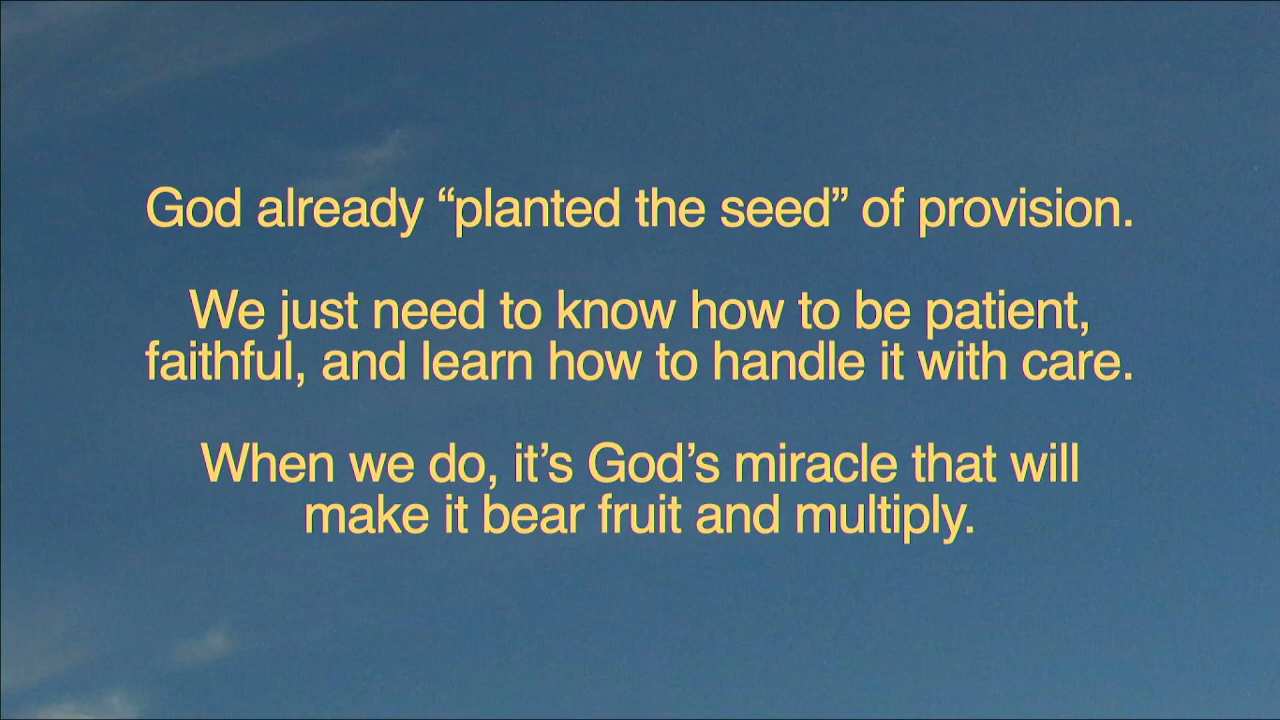 God already “planted the seed” of provision.
We just need to know how to be patient,
faithful, and learn how to handle it with care.
When we do, it’s God’s miracle that will
make it bear fruit and multiply.